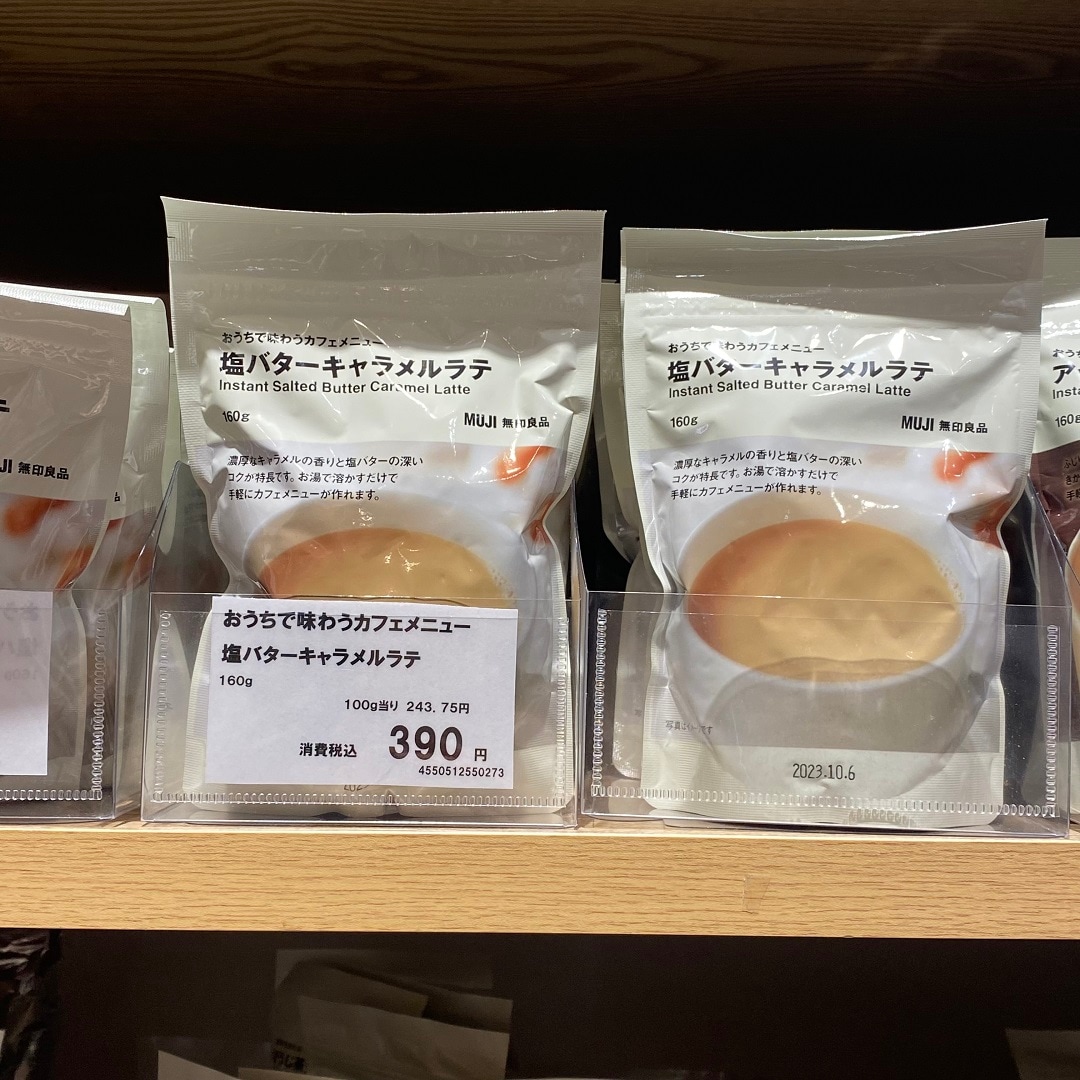 無印良品
おうちで味わうカフェメニュー
塩バターキャラメルラテ
Instant Salted Butter Caramel Latte
160g
MUJI 無印良品
濃厚なキャラメルの香りと塩バターの深い
コクが特長です。お湯で溶かすだけで
手軽にカフェメニューが作れます。
おうちで味わうカフェメニュー
塩バターキャラメルラテ
160g
100g当り 243.75円
消費税込 390 円
4550512550273
おうちで味わうカフェメニュー
塩バターキャラメルラテ
Instant Salted Butter Caramel Latte
160g
MUJI 無印良品
濃厚なキャラメルの香りと塩バターの深い
コクが特長です。お湯で溶かすだけで
手軽にカフェメニューが作れます。
2023.10.6
160g